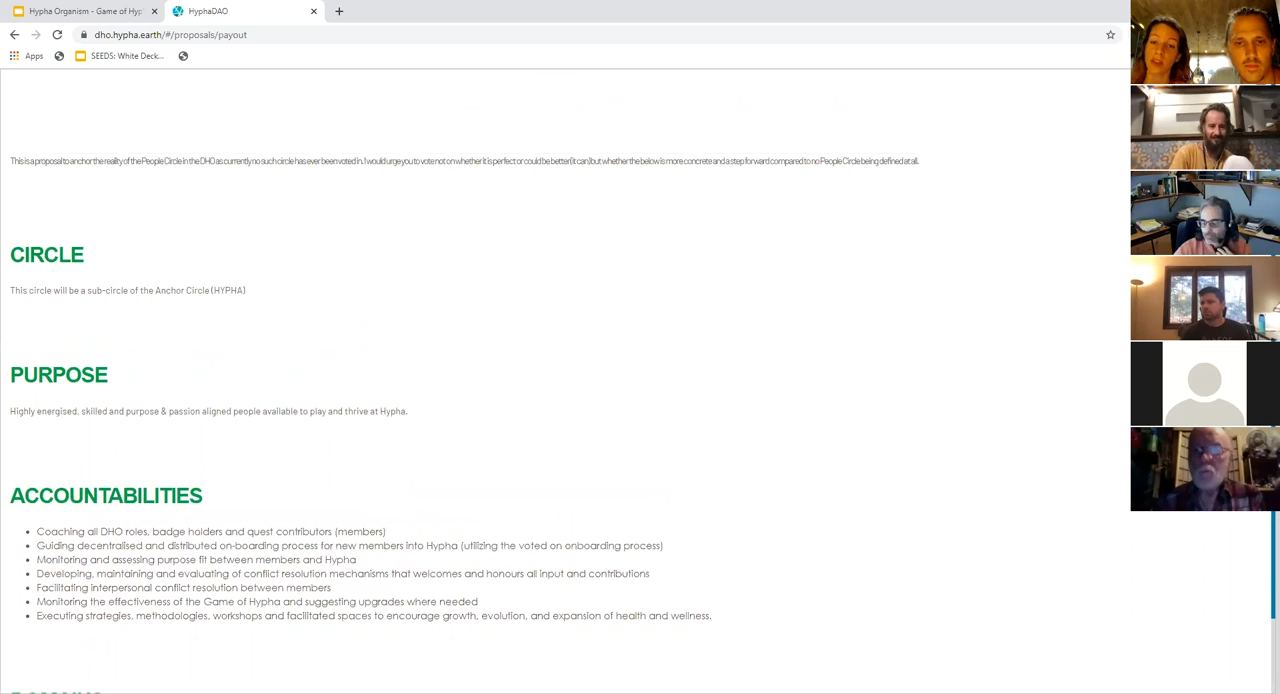 Hypha Organism - Game of Hyp
HyphaDAO
dho.hypha.earth/#/proposals/payout
Apps
SEEDS: White Deck...
This is a proposal to anchor the reality of the People Circle in the DHO as currently no such circle has ever been voted in. I would urge you to vote not on whether it is perfect or could be better (it can) but whether the below is more concrete and a step forward compared to no People Circle being defined at all.
CIRCLE
This circle will be a sub-circle of the Anchor Circle (HYPHA)
PURPOSE
Highly energised, skilled and purpose & passion aligned people available to play and thrive at Hypha.
ACCOUNTABILITIES
• Coaching all DHO roles, badge holders and quest contributors (members)
• Guiding decentralised and distributed on-boarding process for new members into Hypha (utilizing the voted on onboarding process)
• Monitoring and assessing purpose fit between members and Hypha
• Developing, maintaining and evaluating of conflict resolution mechanisms that welcomes and honours all input and contributions
• Facilitating interpersonal conflict resolution between members
• Monitoring the effectiveness of the Game of Hypha and suggesting upgrades where needed
• Executing strategies, methodologies, workshops and facilitated spaces to encourage growth, evolution, and expansion of health and wellness.